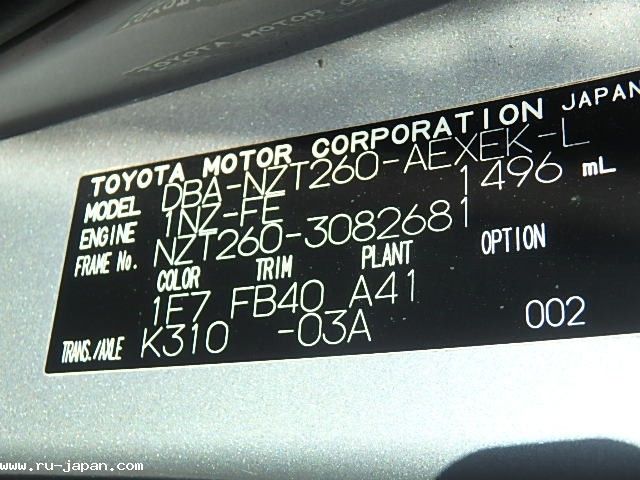 TOYOTA MOTOR CORPORATION JAPAN
MODEL DBA-NZT260-AEXEK-L
ENGINE 1NZ-FE 1496 mL
FRAME No. NZT260-3082681
COLOR TRIM PLANT OPTION
1E7 FB40 A41
TRANS./AXLE K310 -03A 002
www.ru-japan.com